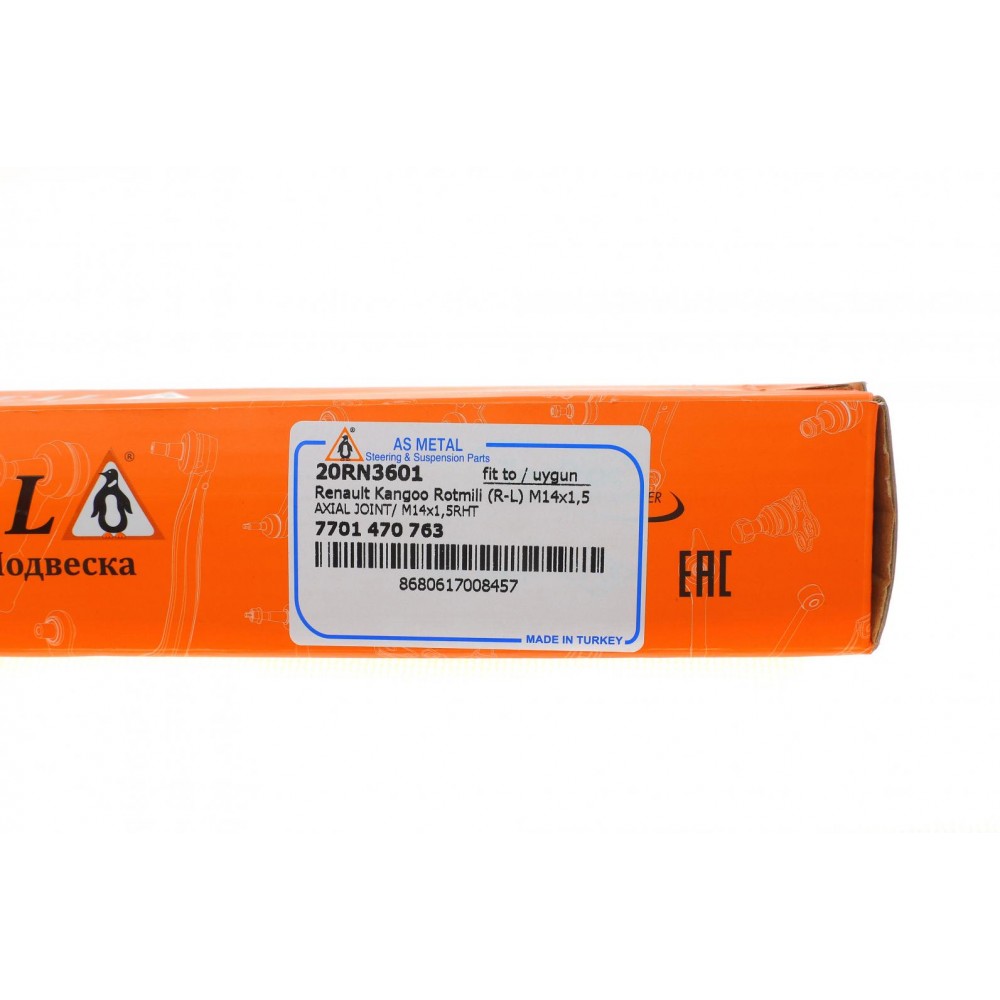 L ®
Подвеска
®
AS METAL
Steering & Suspension Parts
20RN3601 fit to / uygun
Renault Kangoo Rotmili (R-L) M14x1,5
AXIAL JOINT/ M14x1,5RHT
7701 470 763
8680617008457
MADE IN TURKEY
EAC